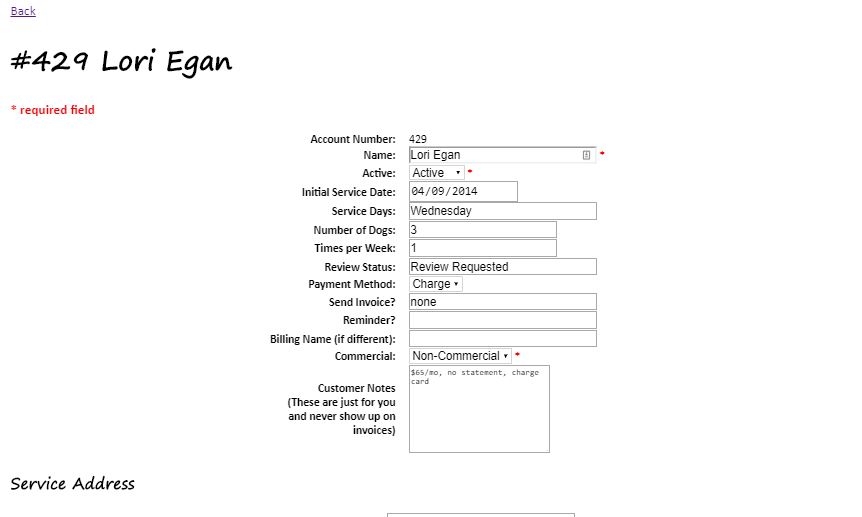 Back
#429 Lori Egan
* required field
Account Number: 429
Name: Lori Egan *
Active: Active *
Initial Service Date: 04/09/2014
Service Days: Wednesday
Number of Dogs: 3
Times per Week: 1
Review Status: Review Requested
Payment Method: Charge
Send Invoice? none
Reminder?
Billing Name (if different):
Commercial: Non-Commercial *
Customer Notes
(These are just for you
and never show up on
invoices)
$65/mo, no statement, charge
card
Service Address